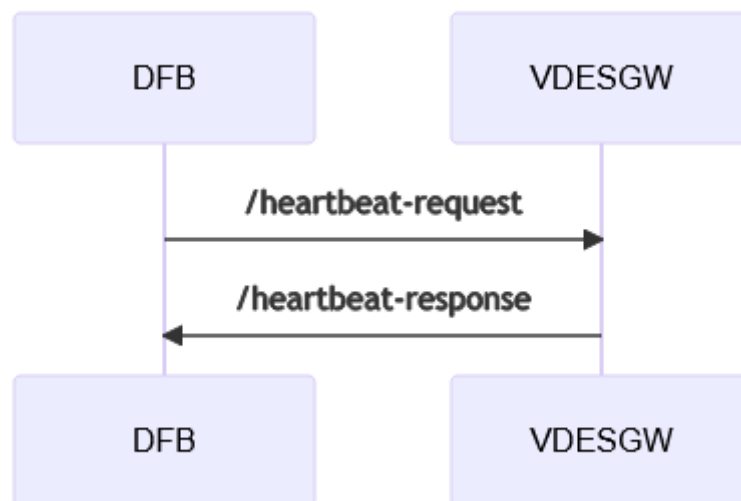 DFB
VDESGW
/heartbeat-request
/heartbeat-response
DFB
VDESGW